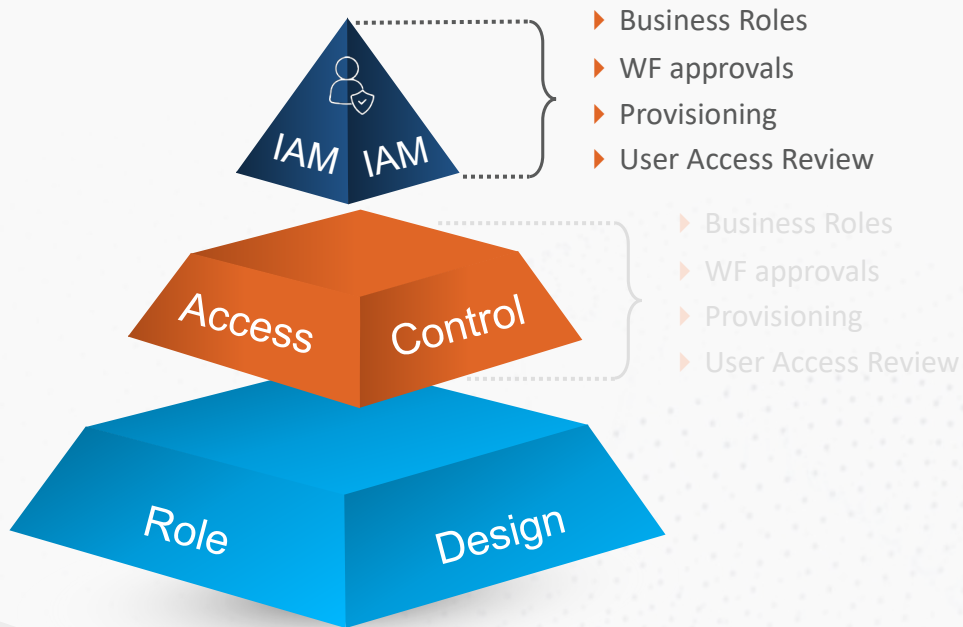 Business Roles
WF approvals
Provisioning
User Access Review
IAM IAM
Business Roles
WF approvals
Provisioning
User Access Review
Access Control
Role Design